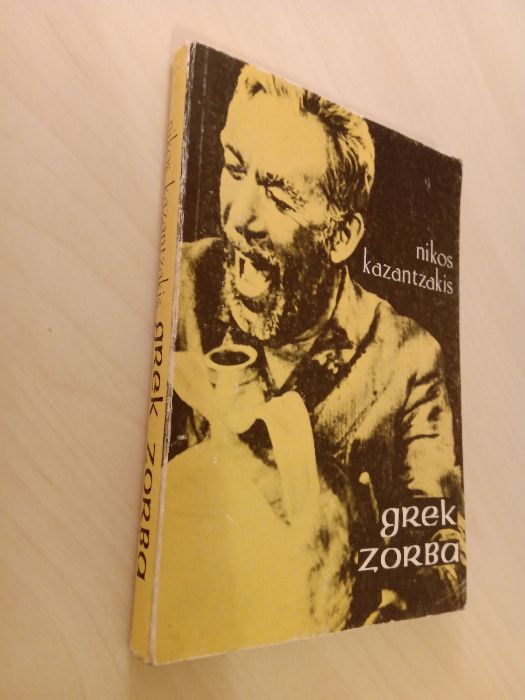 nikos
kazantzakis
grek
zorba
nikos kazantzakis grek zorba